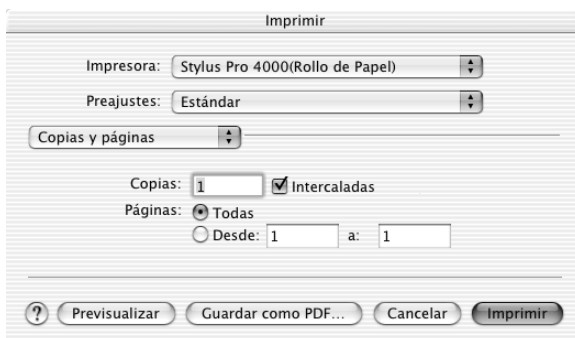 Imprimir
Impresora: Stylus Pro 4000(Rollo de Papel)
Preajustes: Estándar
Copias y páginas
Copias: 1 Intercaladas
Páginas: Todas
Desde: 1 a: 1
? Previsualizar Guardar como PDF... Cancelar Imprimir